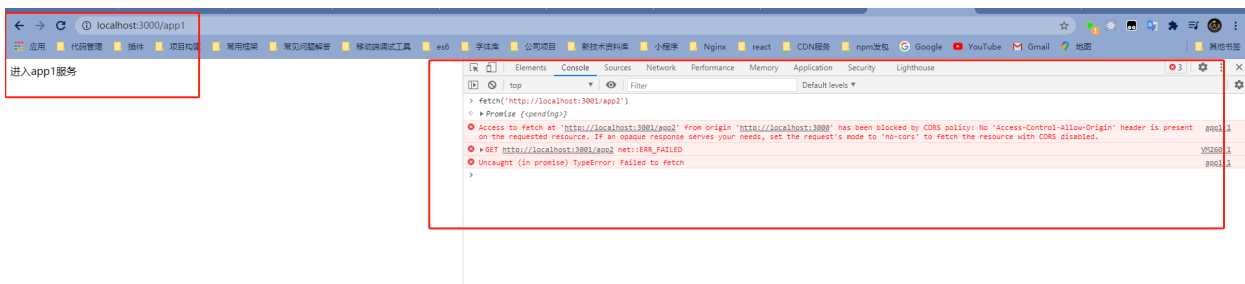 localhost:3000/app1
应用 代码管理 插件 项目构建 常用框架 常见问题解答 移动端调试工具 es6 字体库 公司项目 新技术资料库 小程序 Nginx react CDN服务 npm发包 Google YouTube Gmail 地图 其他书签
进入app1服务
Elements Console Sources Network Performance Memory Application Security Lighthouse 3
top Filter Default levels ▼
> fetch('http://localhost:3001/app2')
Promise {<pending>}
Access to fetch at 'http://localhost:3001/app2' from origin 'http://localhost:3000' has been blocked by CORS policy: No 'Access-Control-Allow-Origin' header is present app1:1
on the requested resource. If an opaque response serves your needs, set the request's mode to 'no-cors' to fetch the resource with CORS disabled.
GET http://localhost:3001/app2 net::ERR_FAILED
Uncaught (in promise) TypeError: Failed to fetch app1:1